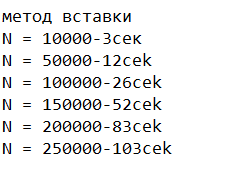 метод вставки
N = 10000-3сек
N = 50000-12cek
N = 100000-26cek
N = 150000-52cek
N = 200000-83cek
N = 250000-103cek